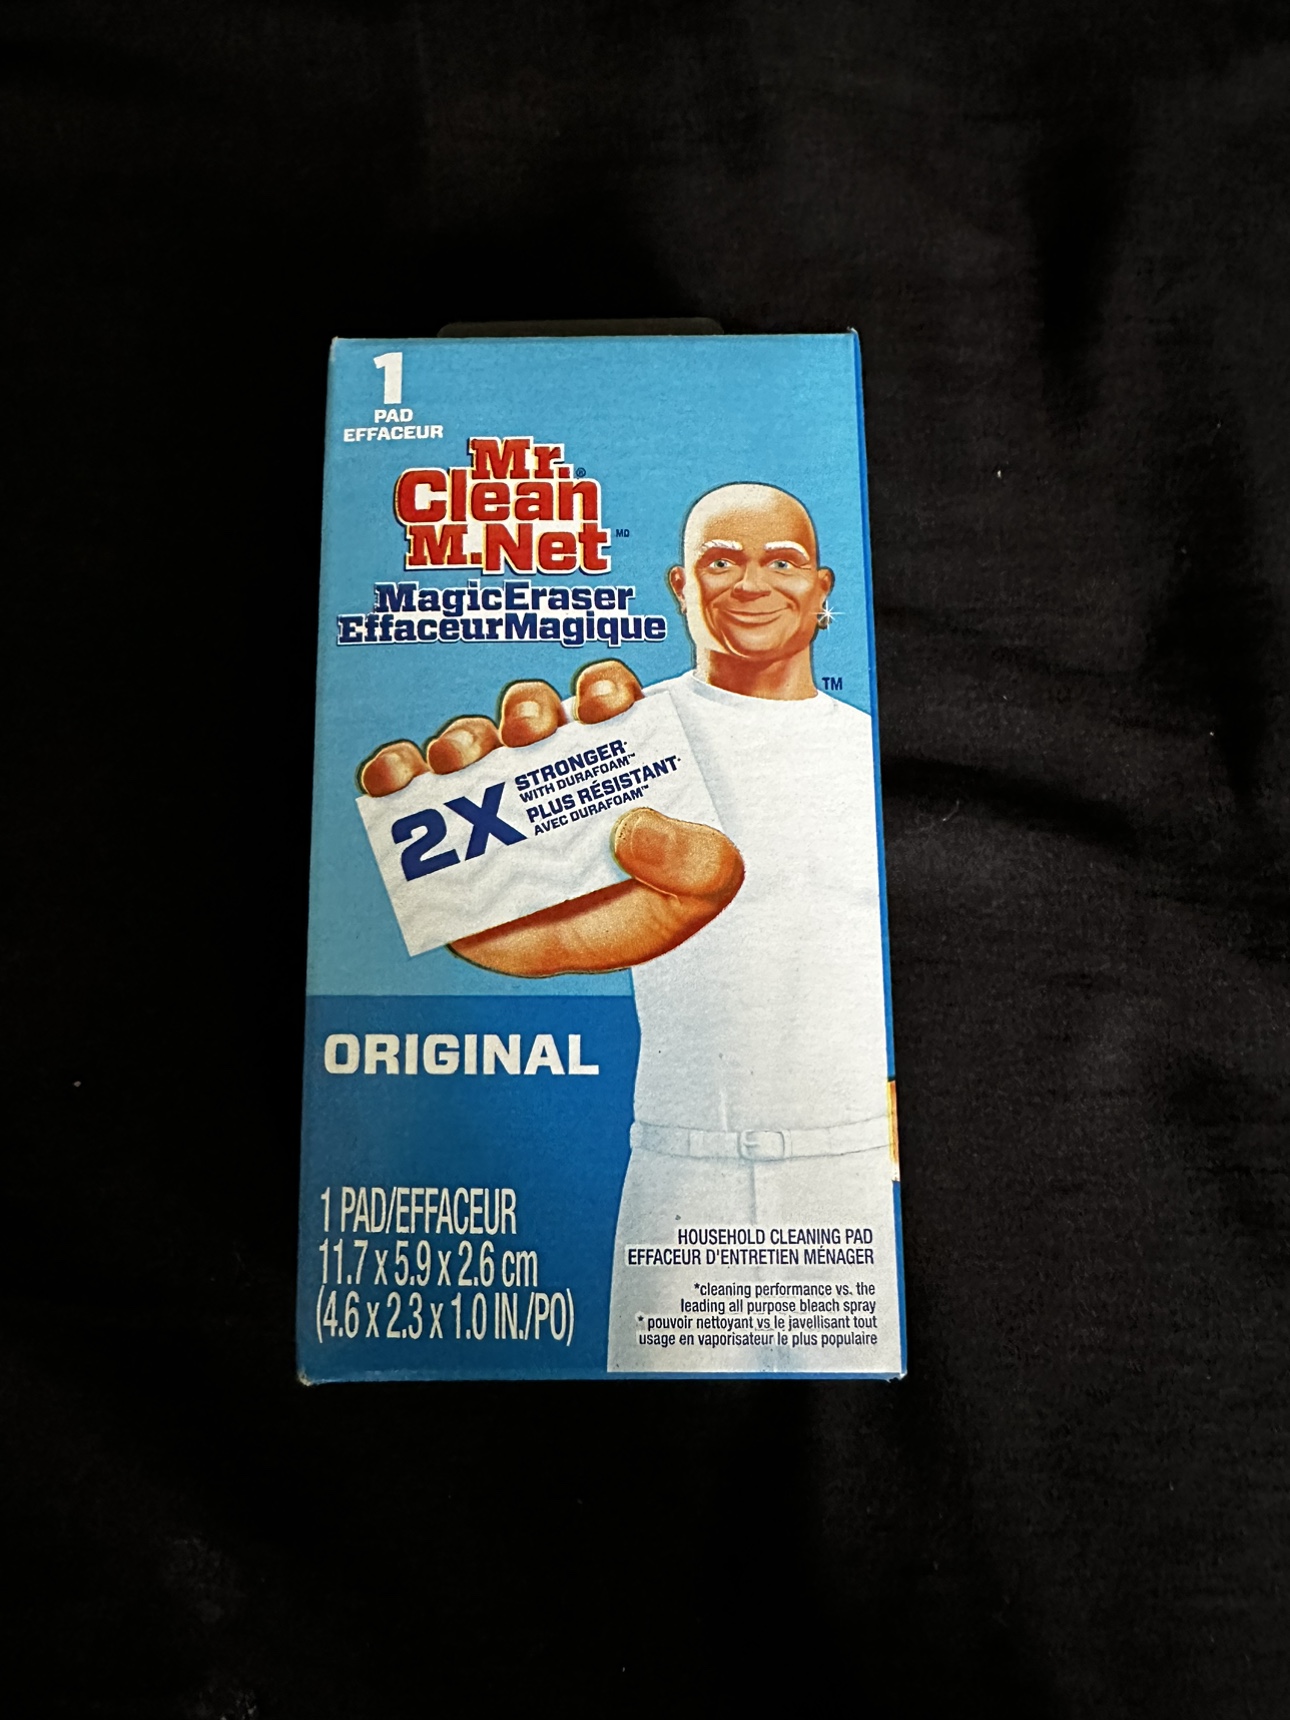 1
PAD
EFFACEUR
Mr.®
Clean
M.Net MD
MagicEraser
EffaceurMagique
TM
2X
STRONGER*
WITH DURAFOAM™
PLUS RÉSISTANT*
AVEC DURAFOAM™
ORIGINAL
1 PAD/EFFACEUR
11.7 x 5.9 x 2.6 cm
(4.6 x 2.3 x 1.0 IN./PO)
HOUSEHOLD CLEANING PAD
EFFACEUR D'ENTRETIEN MÉNAGER
*cleaning performance vs. the
leading all purpose bleach spray
* pouvoir nettoyant vs le javellisant tout
usage en vaporisateur le plus populaire